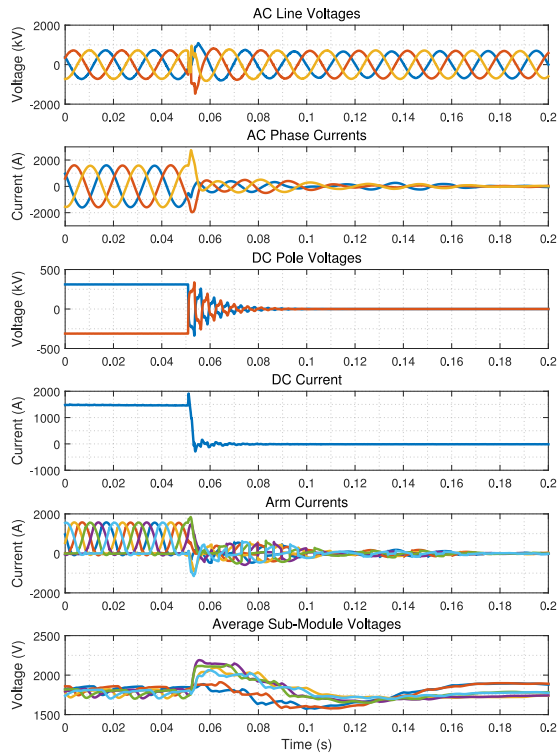 AC Line Voltages
Voltage (kV)
2000
0
-2000
0 0.02 0.04 0.06 0.08 0.1 0.12 0.14 0.16 0.18 0.2
AC Phase Currents
Current (A)
2000
0
-2000
0 0.02 0.04 0.06 0.08 0.1 0.12 0.14 0.16 0.18 0.2
DC Pole Voltages
Voltage (kV)
500
0
-500
0 0.02 0.04 0.06 0.08 0.1 0.12 0.14 0.16 0.18 0.2
DC Current
Current (A)
2000
1000
0
-1000
0 0.02 0.04 0.06 0.08 0.1 0.12 0.14 0.16 0.18 0.2
Arm Currents
Current (A)
2000
0
-2000
0 0.02 0.04 0.06 0.08 0.1 0.12 0.14 0.16 0.18 0.2
Average Sub-Module Voltages
Voltage (V)
2500
2000
1500
0 0.02 0.04 0.06 0.08 0.1 0.12 0.14 0.16 0.18 0.2
Time (s)